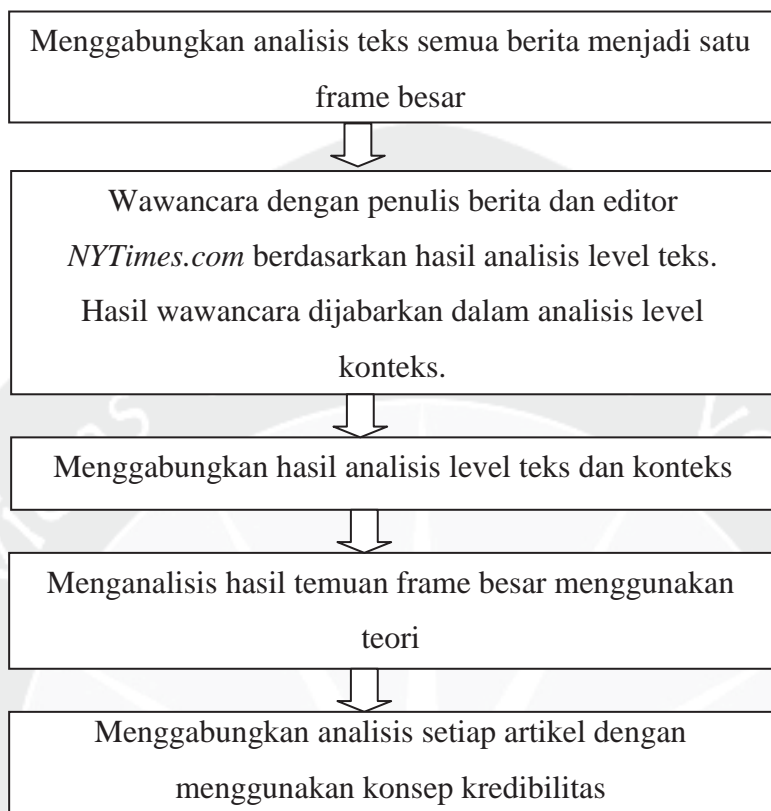 Menggabungkan analisis teks semua berita menjadi satu
frame besar
Wawancara dengan penulis berita dan editor
NYTimes.com berdasarkan hasil analisis level teks.
Hasil wawancara dijabarkan dalam analisis level
konteks.
Menggabungkan hasil analisis level teks dan konteks
Menganalisis hasil temuan frame besar menggunakan
teori
Menggabungkan analisis setiap artikel dengan
menggunakan konsep kredibilitas